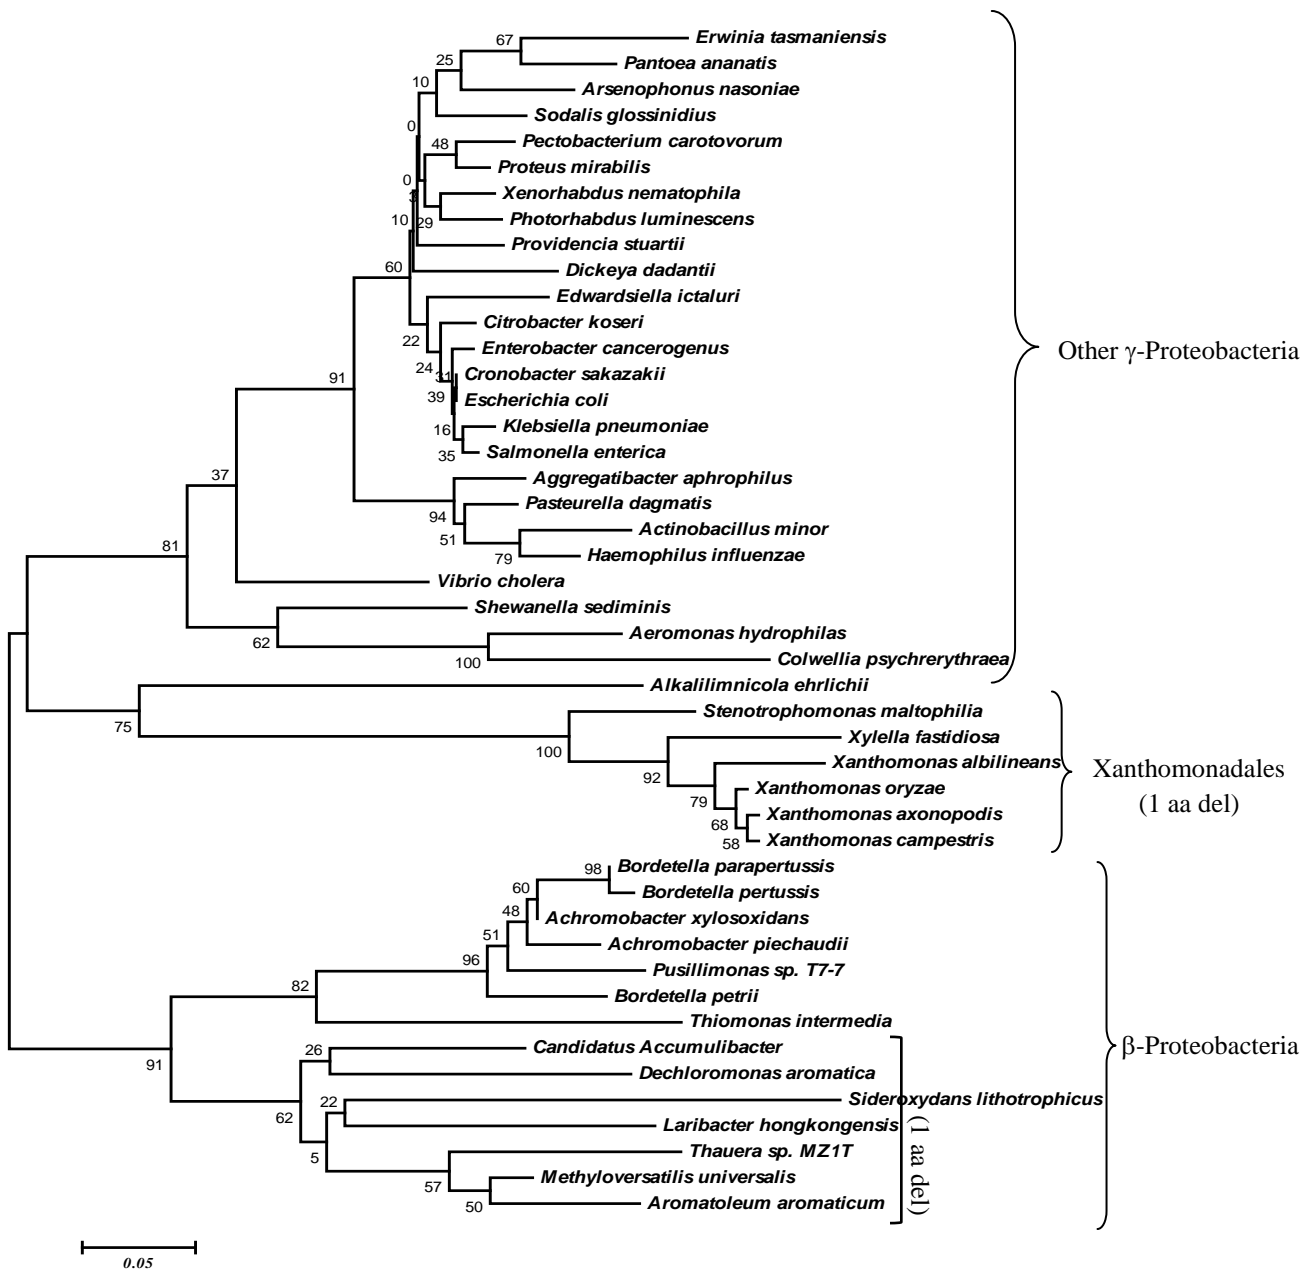 67
Erwinia tasmaniensis
25
Pantoea ananatis
10
Arsenophonus nasoniae
Sodalis glossinidius
0
48
Pectobacterium carotovorum
Proteus mirabilis
0
3
Xenorhabdus nematophila
10
29
Photorhabdus luminescens
Providencia stuartii
60
Dickeya dadantii
Edwardsiella ictaluri
22
Citrobacter koseri
Enterobacter cancerogenus
Other γ-Proteobacteria
24
31
Cronobacter sakazakii
91
39
Escherichia coli
16
Klebsiella pneumoniae
35
Salmonella enterica
37
Aggregatibacter aphrophilus
94
Pasteurella dagmatis
51
Actinobacillus minor
79
Haemophilus influenzae
81
Vibrio cholera
Shewanella sediminis
62
Aeromonas hydrophilas
100
Colwellia psychrerythraea
Alkalilimnicola ehrlichii
75
Stenotrophomonas maltophilia
100
Xylella fastidiosa
92
Xanthomonas albilineans
Xanthomonadales
(1 aa del)
79
Xanthomonas oryzae
68
Xanthomonas axonopodis
58
Xanthomonas campestris
98
Bordetella parapertussis
60
Bordetella pertussis
48
Achromobacter xylosoxidans
51
Achromobacter piechaudii
96
Pusillimonas sp. T7-7
82
Bordetella petrii
Thiomonas intermedia
91
26
Candidatus Accumulibacter
β-Proteobacteria
Dechloromonas aromatica
62
22
Sideroxydans lithotrophicus
Laribacter hongkongensis
(1 aa del)
5
Thauera sp. MZ1T
57
Methyloversatilis universalis
50
Aromatoleum aromaticum
0.05